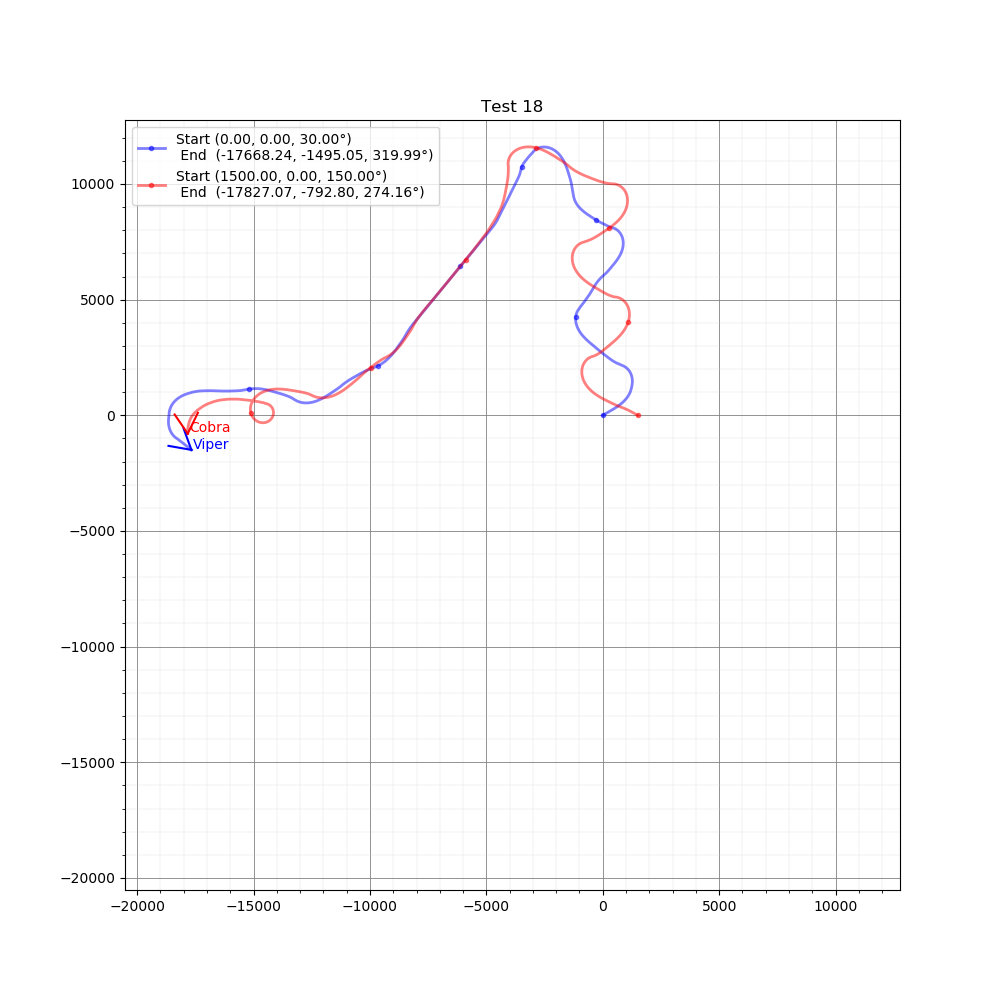 Test 18
Start (0.00, 0.00, 30.00°)
End (-17668.24, -1495.05, 319.99°)
Start (1500.00, 0.00, 150.00°)
End (-17827.07, -792.80, 274.16°)
10000
5000
0
−5000
−10000
−15000
−20000
Cobra
Viper
−20000 −15000 −10000 −5000 0 5000 10000